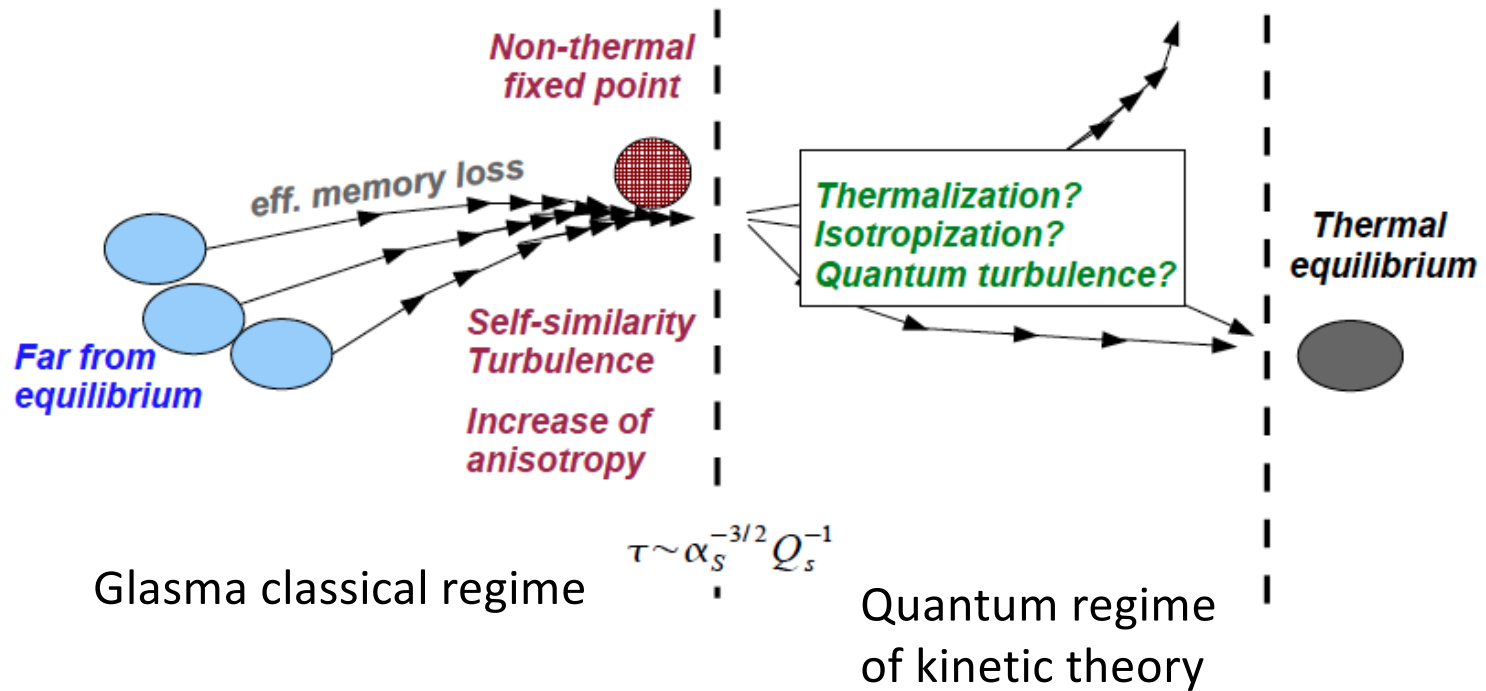 Non-thermal
fixed point
eff. memory loss
Far from
equilibrium
Self-similarity
Turbulence
Increase of
anisotropy
Thermalization?
Isotropization?
Quantum turbulence?
Thermal
equilibrium
τ~α_S^{-3/2} Q_s^{-1}
Glasma classical regime
Quantum regime
of kinetic theory